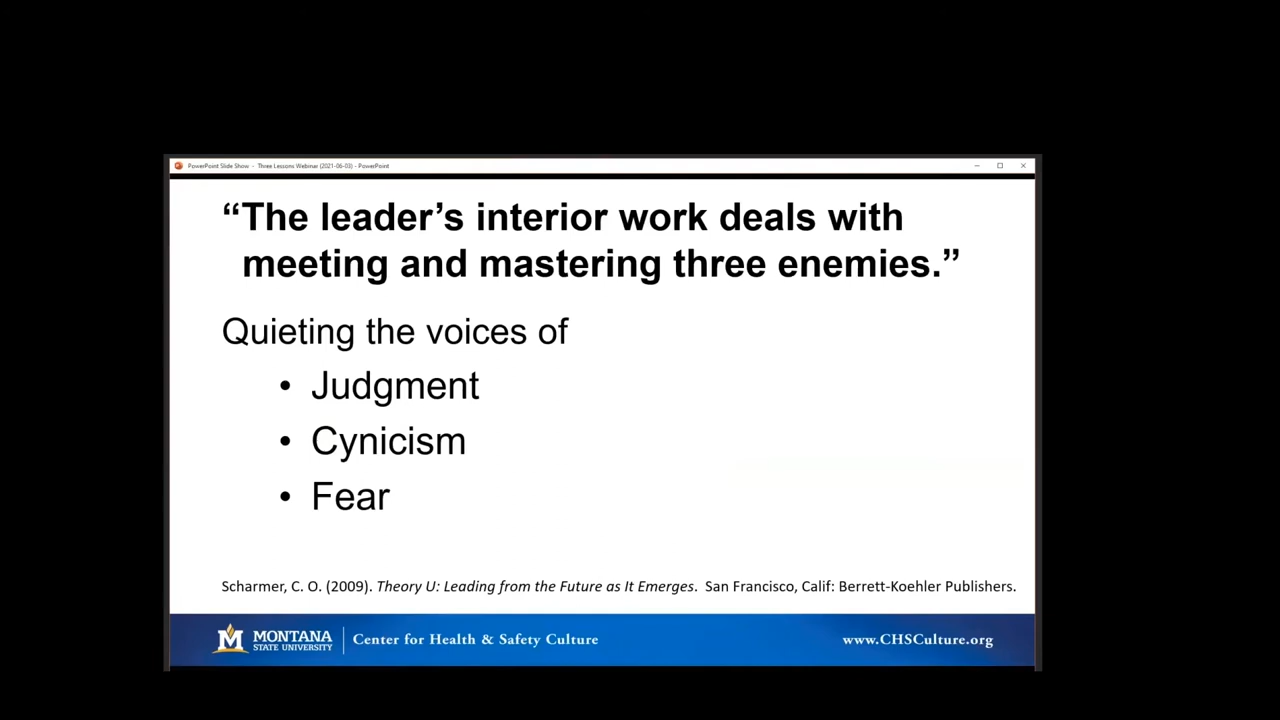 PowerPoint Slide Show - Three Lessons Webinar (2021-06-03) - PowerPoint
“The leader’s interior work deals with
meeting and mastering three enemies.”
Quieting the voices of
• Judgment
• Cynicism
• Fear
Scharmer, C. O. (2009). Theory U: Leading from the Future as It Emerges. San Francisco, Calif: Berrett-Koehler Publishers.
M MONTANA
STATE UNIVERSITY
Center for Health & Safety Culture
www.CHSCulture.org